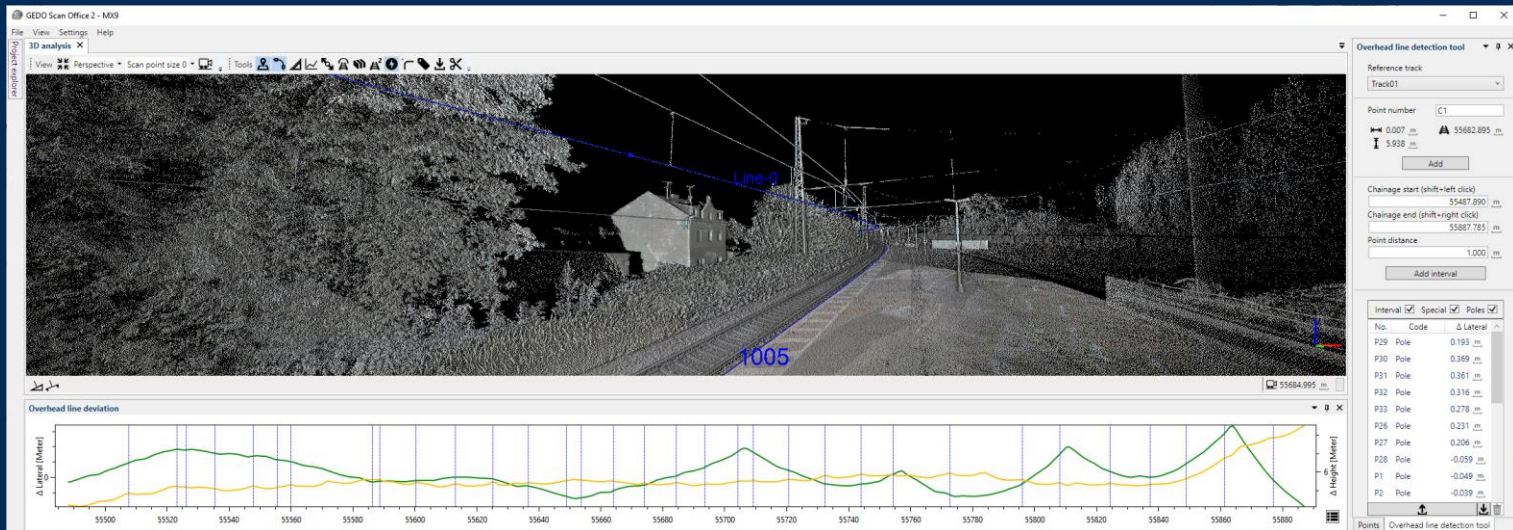 GEDO Scan Office 2 - MX9
File View Settings Help
Project explorer
3D analysis
View Perspective Scan point size 0 Tools
Line-0
1005
55684.995 m
Overhead line deviation
Δ Lateral [Meter]
0
Δ Height [Meter]
6
55500 55520 55540 55560 55580 55600 55620 55640 55660 55680 55700 55720 55740 55760 55780 55800 55820 55840 55860 55880
Overhead line detection tool
Reference track
Track01
Point number C1
0.007 m 55682.895 m
5.938 m
Add
Chainage start (shift+left click)
55487.890 m
Chainage end (shift+right click)
55887.785 m
Point distance
1.000 m
Add interval
Interval Special Poles
No. Code Δ Lateral
P29 Pole 0.193 m
P30 Pole 0.369 m
P31 Pole 0.361 m
P32 Pole 0.316 m
P33 Pole 0.278 m
P26 Pole 0.231 m
P27 Pole 0.206 m
P28 Pole -0.059 m
P1 Pole -0.049 m
P2 Pole -0.039 m
Points Overhead line detection tool